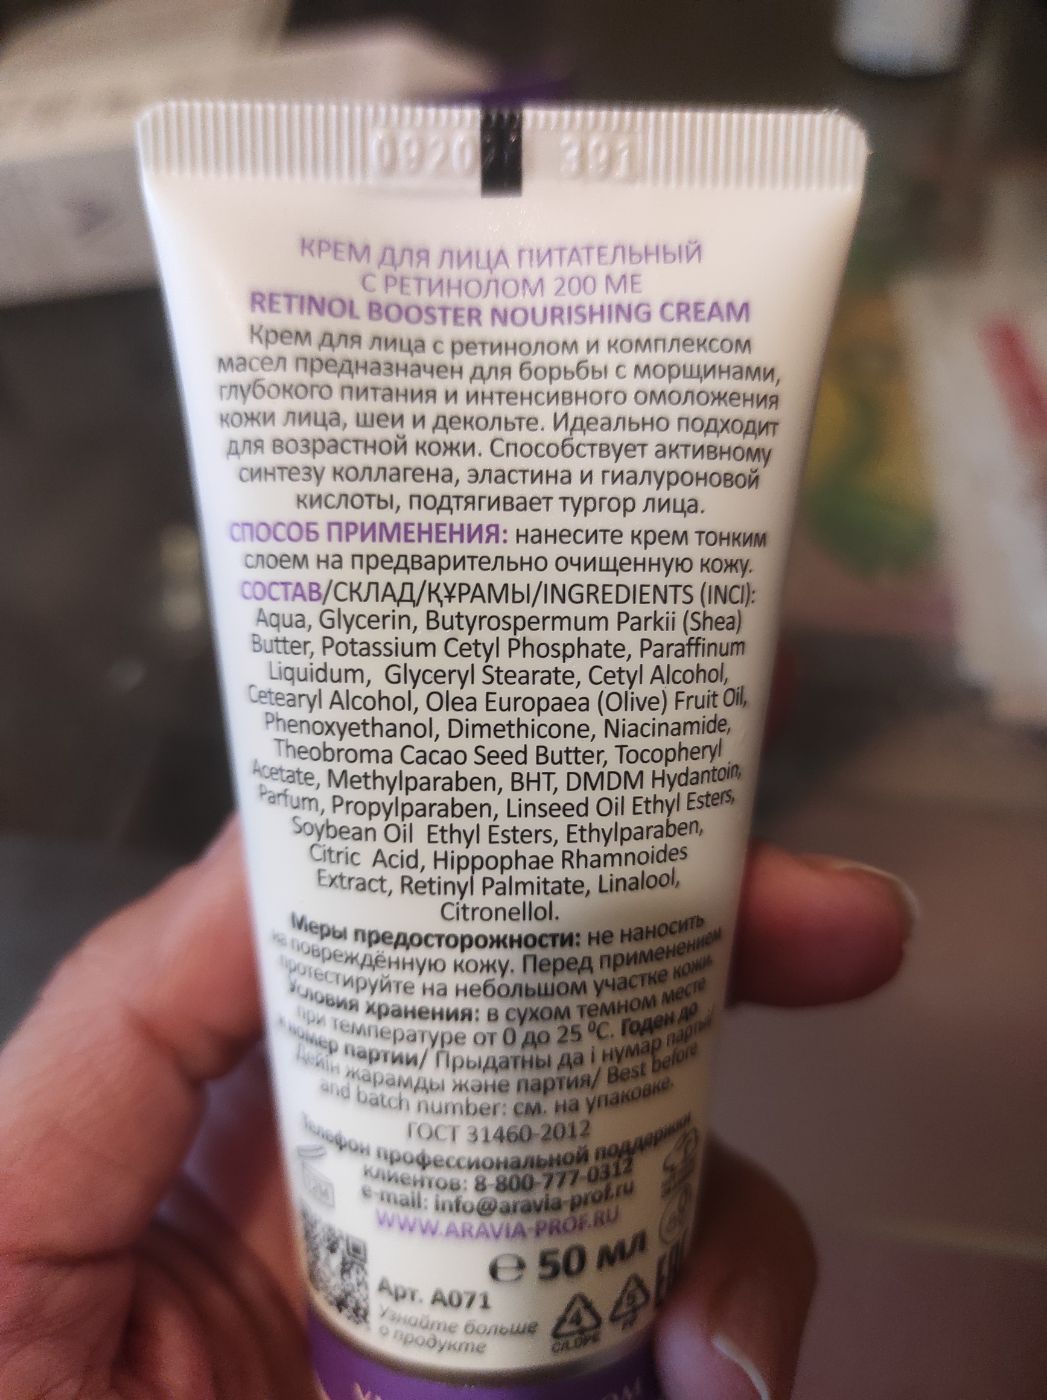 391
КРЕМ ДЛЯ ЛИЦА ПИТАТЕЛЬНЫЙ
С РЕТИНОЛОМ 200 МЕ
RETINOL BOOSTER NOURISHING CREAM
Крем для лица с ретинолом и комплексом
масел предназначен для борьбы с морщинами,
глубокого питания и интенсивного омоложения
кожи лица, шеи и декольте. Идеально подходит
для возрастной кожи. Способствует активному
синтезу коллагена, эластина и гиалуроновой
кислоты, подтягивает тургор лица.
СПОСОБ ПРИМЕНЕНИЯ: нанесите крем тонким
слоем на предварительно очищенную кожу.
СОСТАВ/СКЛАД/ҚҰРАМЫ/INGREDIENTS (INCI):
Aqua, Glycerin, Butyrospermum Parkii (Shea)
Butter, Potassium Cetyl Phosphate, Paraffinum
Liquidum, Glyceryl Stearate, Cetyl Alcohol,
Cetearyl Alcohol, Olea Europaea (Olive) Fruit Oil,
Phenoxyethanol, Dimethicone, Niacinamide,
Theobroma Cacao Seed Butter, Tocopheryl
Acetate, Methylparaben, BHT, DMDM Hydantoin,
Parfum, Propylparaben, Linseed Oil Ethyl Esters,
Soybean Oil Ethyl Esters, Ethylparaben,
Citric Acid, Hippophae Rhamnoides
Extract, Retinyl Palmitate, Linalool,
Citronellol.
Меры предосторожности: не наносить
на повреждённую кожу. Перед применением
протестируйте на небольшом участке кожи.
Условия хранения: в сухом темном месте
при температуре от 0 до 25 ⁰С. Годен до
и номер партии/ Прыдатны да і нумар партыі/
Дейін жарамды және партия/ Best before
and batch number: см. на упаковке.
ГОСТ 31460-2012
Телефон профессиональной поддержки
клиентов: 8-800-777-0312
e-mail: info@aravia-prof.ru
WWW.ARAVIA-PROF.RU
℮ 50 мл
Арт. А071
Узнайте больше
о продукте
4
C/LDPE
5
PP